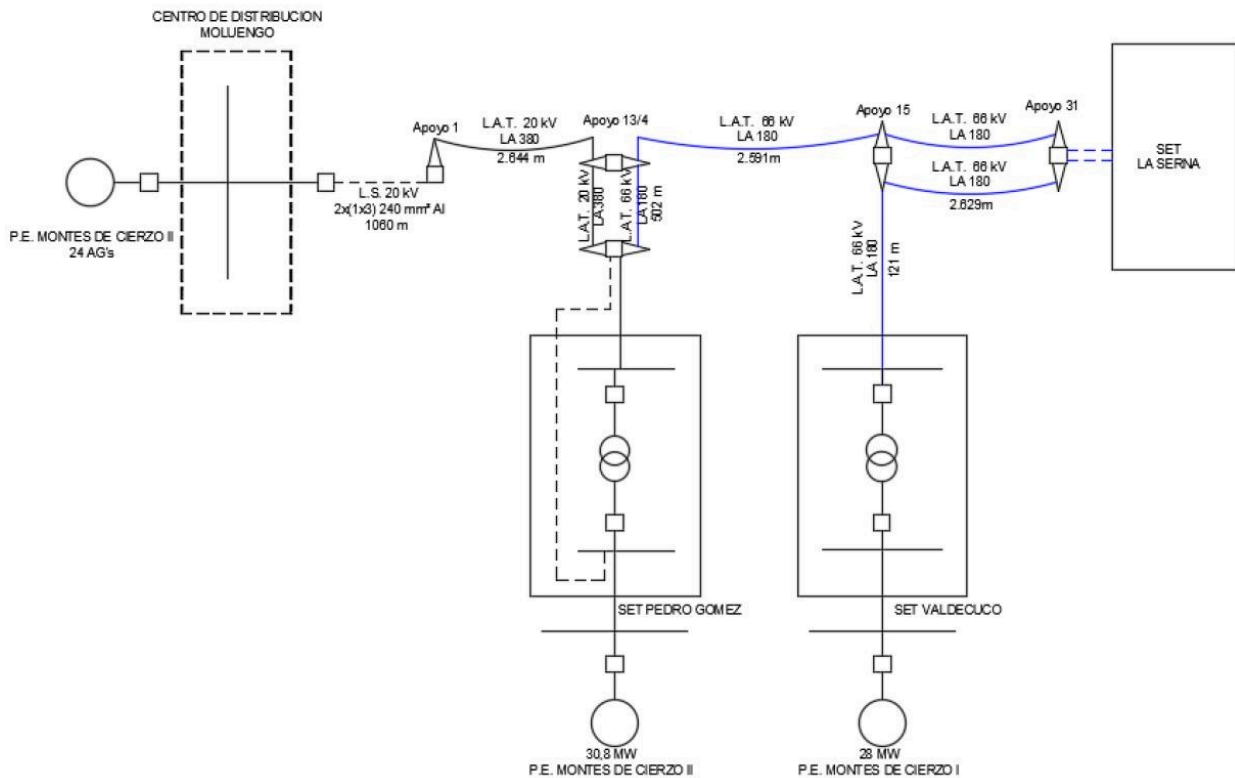 CENTRO DE DISTRIBUCION
MOLUENGO
P.E. MONTES DE CIERZO II
24 AG's
L.S. 20 kV
2x(1x3) 240 mm² Al
1060 m
Apoyo 1
L.A.T. 20 kV
LA 380
2.644 m
Apoyo 13/4
L.A.T. 20 kV
LA 380
L.A.T. 66 kV
LA 180
502 m
L.A.T. 66 kV
LA 180
2.591m
Apoyo 15
L.A.T. 66 kV
LA 180
Apoyo 31
L.A.T. 66 kV
LA 180
2.629m
SET
LA SERNA
L.A.T. 66 kV
LA 180
121 m
SET PEDRO GOMEZ
SET VALDECUCO
30,8 MW
P.E. MONTES DE CIERZO II
28 MW
P.E. MONTES DE CIERZO I